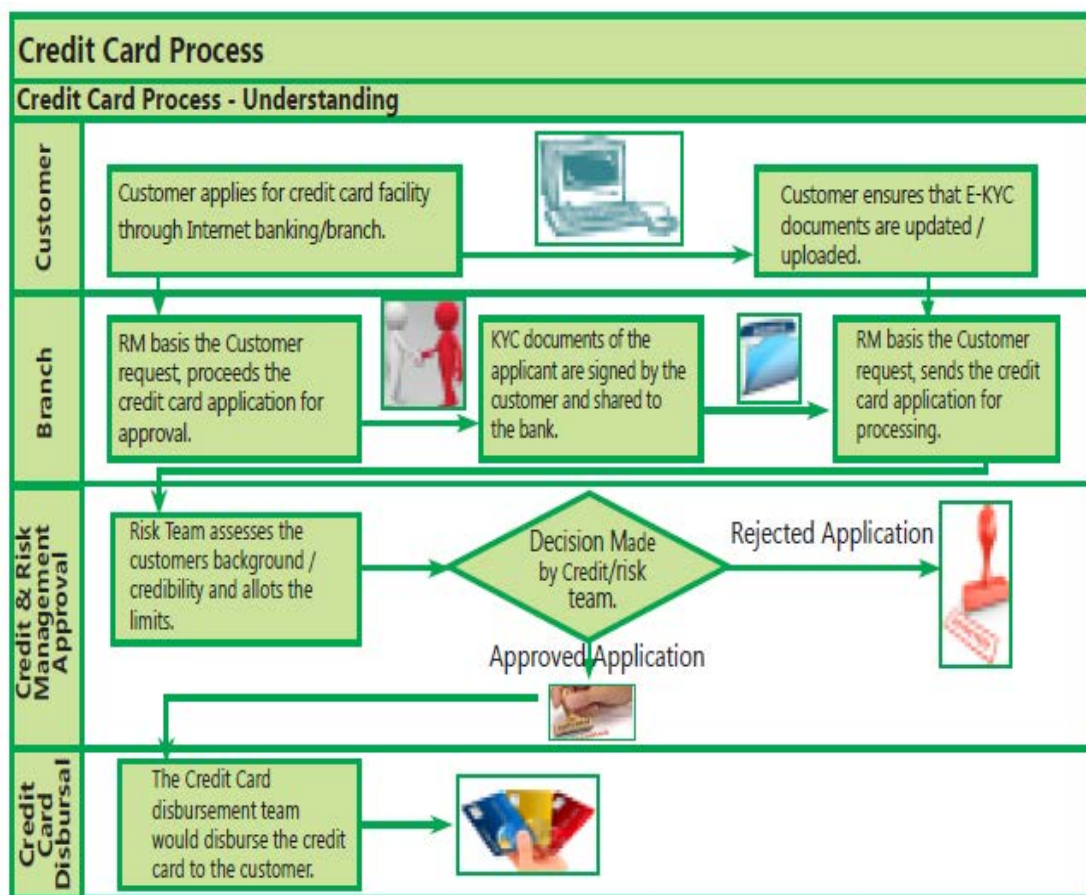 Credit Card Process
Credit Card Process - Understanding
Customer
Customer applies for credit card facility
through Internet banking/branch.
Customer ensures that E-KYC
documents are updated /
uploaded.
Branch
RM basis the Customer
request, proceeds the
credit card application for
approval.
KYC documents of the
applicant are signed by the
customer and shared to
the bank.
RM basis the Customer
request, sends the credit
card application for
processing.
Credit & Risk
Management
Approval
Risk Team assesses the
customers background /
credibility and allots the
limits.
Decision Made
by Credit/risk
team.
Rejected Application
Approved Application
Credit
Card
Disbursal
The Credit Card
disbursement team
would disburse the credit
card to the customer.